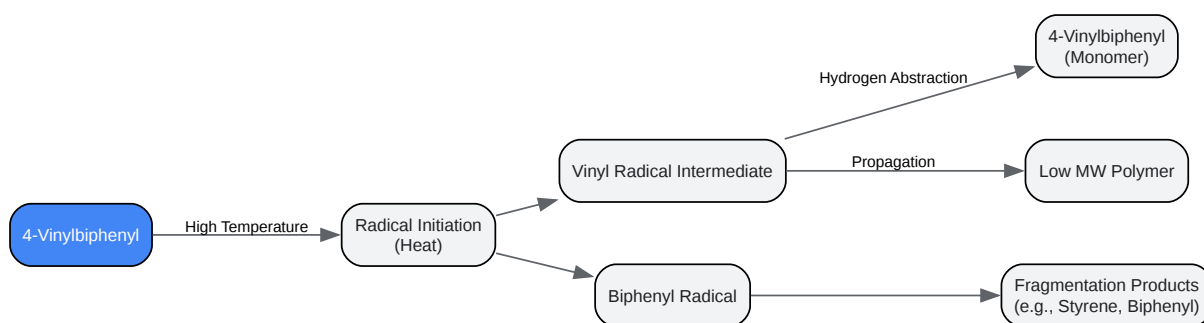 4-Vinylbiphenyl
High Temperature
Radical Initiation
(Heat)
Vinyl Radical Intermediate
Hydrogen Abstraction
4-Vinylbiphenyl
(Monomer)
Propagation
Low MW Polymer
Biphenyl Radical
Fragmentation Products
(e.g., Styrene, Biphenyl)